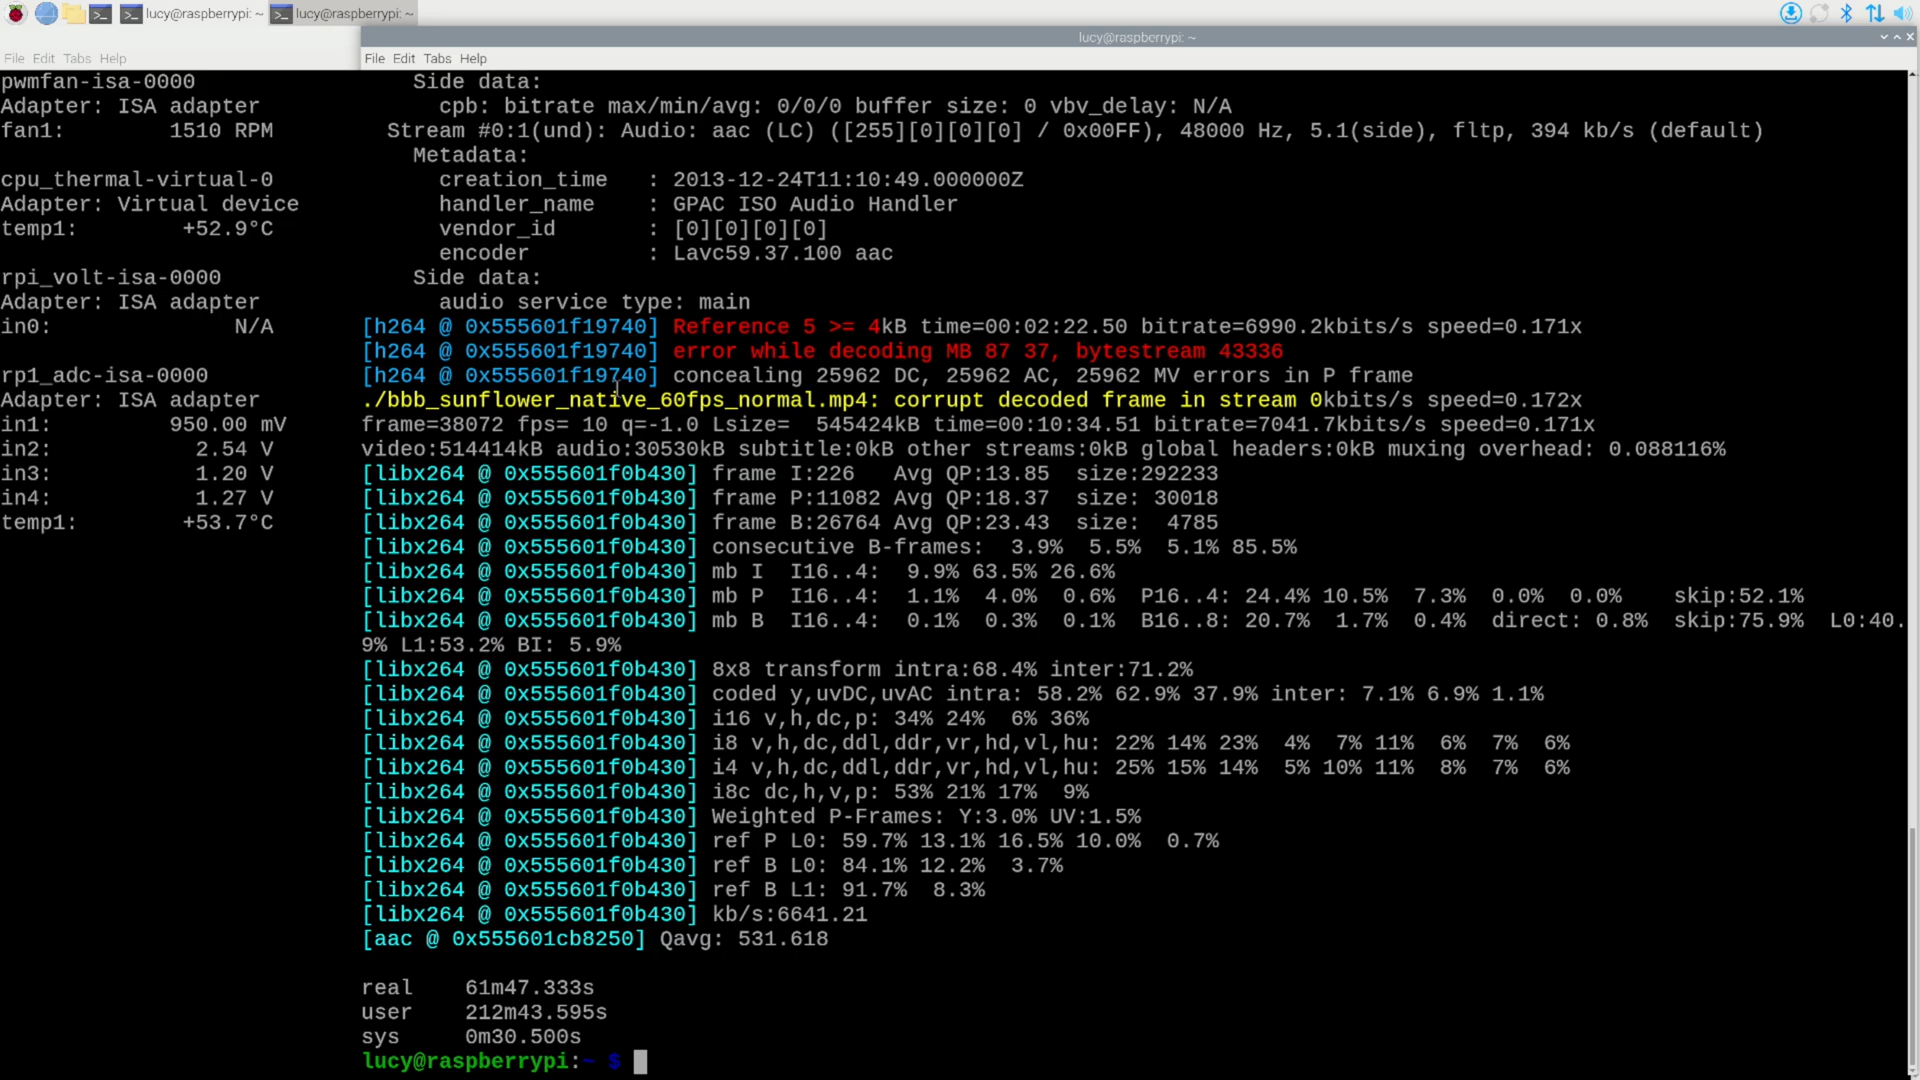 lucy@raspberrypi: ~
lucy@raspberrypi: ~
lucy@raspberrypi: ~
File Edit Tabs Help
File Edit Tabs Help
pwmfan-isa-0000
Adapter: ISA adapter
fan1: 1510 RPM
cpu_thermal-virtual-0
Adapter: Virtual device
temp1: +52.9°C
rpi_volt-isa-0000
Adapter: ISA adapter
in0: N/A
rp1_adc-isa-0000
Adapter: ISA adapter
in1: 950.00 mV
in2: 2.54 V
in3: 1.20 V
in4: 1.27 V
temp1: +53.7°C
Side data:
cpb: bitrate max/min/avg: 0/0/0 buffer size: 0 vbv_delay: N/A
Stream #0:1(und): Audio: aac (LC) ([255][0][0][0] / 0x00FF), 48000 Hz, 5.1(side), fltp, 394 kb/s (default)
Metadata:
creation_time : 2013-12-24T11:10:49.000000Z
handler_name : GPAC ISO Audio Handler
vendor_id : [0][0][0][0]
encoder : Lavc59.37.100 aac
Side data:
audio service type: main
[h264 @ 0x555601f19740] Reference 5 >= 4kB time=00:02:22.50 bitrate=6990.2kbits/s speed=0.171x
[h264 @ 0x555601f19740] error while decoding MB 87 37, bytestream 43336
[h264 @ 0x555601f19740] concealing 25962 DC, 25962 AC, 25962 MV errors in P frame
./bbb_sunflower_native_60fps_normal.mp4: corrupt decoded frame in stream 0kbits/s speed=0.172x
frame=38072 fps= 10 q=-1.0 Lsize=  545424kB time=00:10:34.51 bitrate=7041.7kbits/s speed=0.171x
video:514414kB audio:30530kB subtitle:0kB other streams:0kB global headers:0kB muxing overhead: 0.088116%
[libx264 @ 0x555601f0b430] frame I:226   Avg QP:13.85  size:292233
[libx264 @ 0x555601f0b430] frame P:11082 Avg QP:18.37  size: 30018
[libx264 @ 0x555601f0b430] frame B:26764 Avg QP:23.43  size:  4785
[libx264 @ 0x555601f0b430] consecutive B-frames:  3.9%  5.5%  5.1% 85.5%
[libx264 @ 0x555601f0b430] mb I  I16..4:  9.9% 63.5% 26.6%
[libx264 @ 0x555601f0b430] mb P  I16..4:  1.1%  4.0%  0.6%  P16..4: 24.4% 10.5%  7.3%  0.0%  0.0%    skip:52.1%
[libx264 @ 0x555601f0b430] mb B  I16..4:  0.1%  0.3%  0.1%  B16..8: 20.7%  1.7%  0.4%  direct: 0.8%  skip:75.9%  L0:40.
9% L1:53.2% BI: 5.9%
[libx264 @ 0x555601f0b430] 8x8 transform intra:68.4% inter:71.2%
[libx264 @ 0x555601f0b430] coded y,uvDC,uvAC intra: 58.2% 62.9% 37.9% inter: 7.1% 6.9% 1.1%
[libx264 @ 0x555601f0b430] i16 v,h,dc,p: 34% 24%  6% 36%
[libx264 @ 0x555601f0b430] i8 v,h,dc,ddl,ddr,vr,hd,vl,hu: 22% 14% 23%  4%  7% 11%  6%  7%  6%
[libx264 @ 0x555601f0b430] i4 v,h,dc,ddl,ddr,vr,hd,vl,hu: 25% 15% 14%  5% 10% 11%  8%  7%  6%
[libx264 @ 0x555601f0b430] i8c dc,h,v,p: 53% 21% 17%  9%
[libx264 @ 0x555601f0b430] Weighted P-Frames: Y:3.0% UV:1.5%
[libx264 @ 0x555601f0b430] ref P L0: 59.7% 13.1% 16.5% 10.0%  0.7%
[libx264 @ 0x555601f0b430] ref B L0: 84.1% 12.2%  3.7%
[libx264 @ 0x555601f0b430] ref B L1: 91.7%  8.3%
[libx264 @ 0x555601f0b430] kb/s:6641.21
[aac @ 0x555601cb8250] Qavg: 531.618
real 61m47.333s
user 212m43.595s
sys 0m30.500s
lucy@raspberrypi:~ $